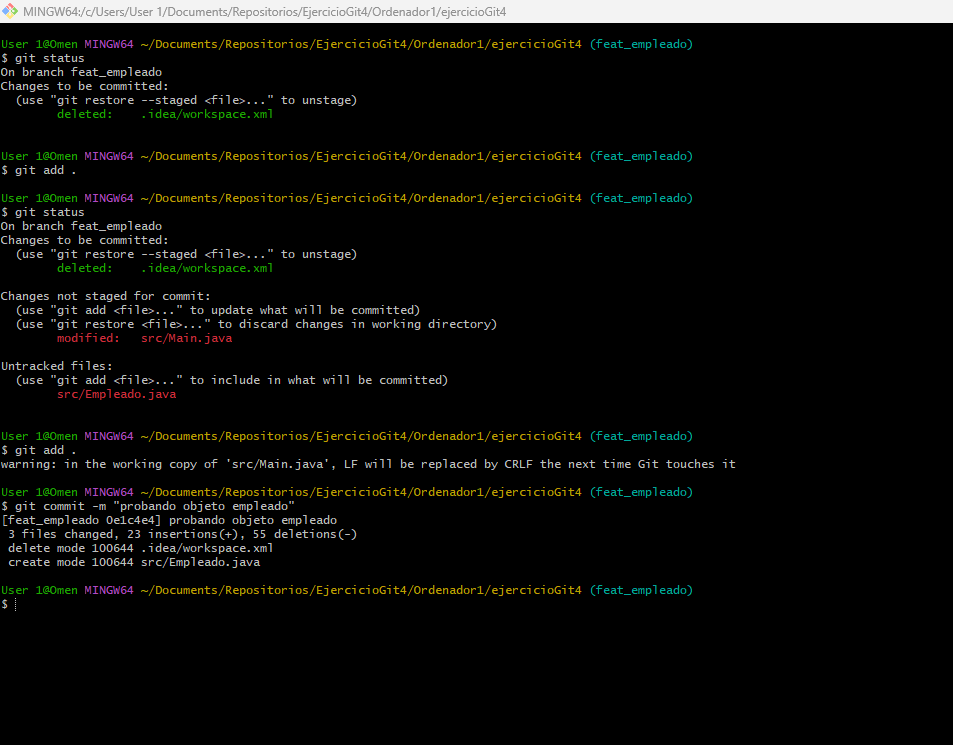 MINGW64:/c/Users/User 1/Documents/Repositorios/EjercicioGit4/Ordenador1/ejercicioGit4
User 1@Omen MINGW64 ~/Documents/Repositorios/EjercicioGit4/Ordenador1/ejercicioGit4 (feat_empleado)
$ git status
On branch feat_empleado
Changes to be committed:
  (use "git restore --staged <file>..." to unstage)
        deleted:    .idea/workspace.xml
User 1@Omen MINGW64 ~/Documents/Repositorios/EjercicioGit4/Ordenador1/ejercicioGit4 (feat_empleado)
$ git add .
User 1@Omen MINGW64 ~/Documents/Repositorios/EjercicioGit4/Ordenador1/ejercicioGit4 (feat_empleado)
$ git status
On branch feat_empleado
Changes to be committed:
  (use "git restore --staged <file>..." to unstage)
        deleted:    .idea/workspace.xml
Changes not staged for commit:
  (use "git add <file>..." to update what will be committed)
  (use "git restore <file>..." to discard changes in working directory)
        modified:   src/Main.java
Untracked files:
  (use "git add <file>..." to include in what will be committed)
        src/Empleado.java
User 1@Omen MINGW64 ~/Documents/Repositorios/EjercicioGit4/Ordenador1/ejercicioGit4 (feat_empleado)
$ git add .
warning: in the working copy of 'src/Main.java', LF will be replaced by CRLF the next time Git touches it
User 1@Omen MINGW64 ~/Documents/Repositorios/EjercicioGit4/Ordenador1/ejercicioGit4 (feat_empleado)
$ git commit -m "probando objeto empleado"
[feat_empleado 0e1c4e4] probando objeto empleado
 3 files changed, 23 insertions(+), 55 deletions(-)
 delete mode 100644 .idea/workspace.xml
 create mode 100644 src/Empleado.java
User 1@Omen MINGW64 ~/Documents/Repositorios/EjercicioGit4/Ordenador1/ejercicioGit4 (feat_empleado)
$